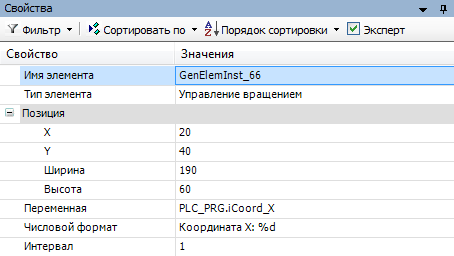 Свойства
Фильтр Сортировать по Порядок сортировки Эксперт
Свойство Значения
Имя элемента GenElemInst_66
Тип элемента Управление вращением
Позиция
X 20
Y 40
Ширина 190
Высота 60
Переменная PLC_PRG.iCoord_X
Числовой формат Координата X: %d
Интервал 1